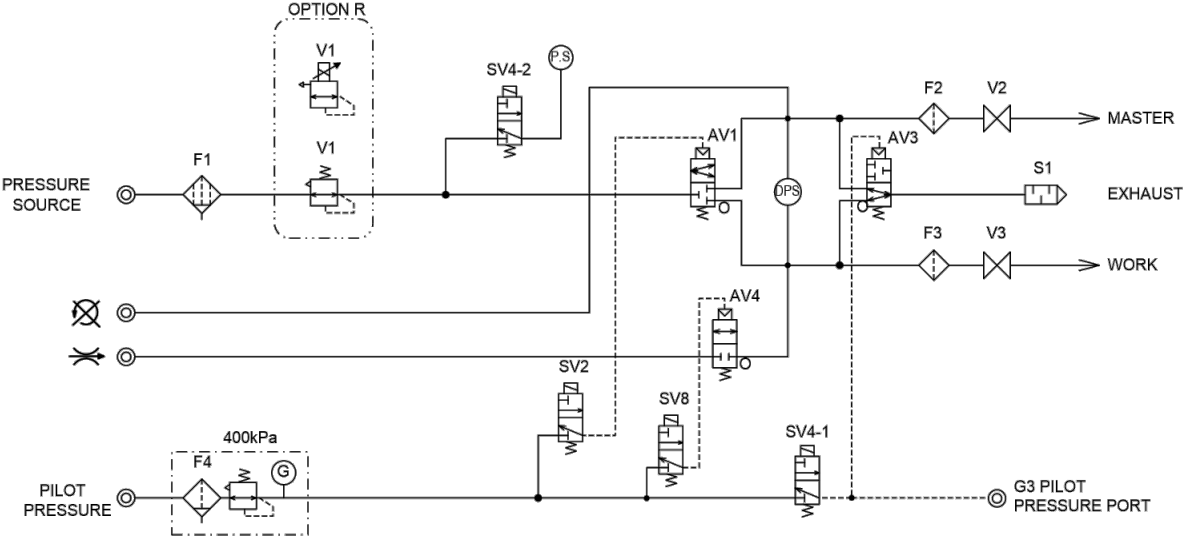 OPTION R
V1
P.S
SV4-2
F2
V2
MASTER
V1
AV1
AV3
F1
S1
PRESSURE
SOURCE
DPS
EXHAUST
F3
V3
WORK
AV4
SV2
SV8
400kPa
SV4-1
F4
G
PILOT
PRESSURE
G3 PILOT
PRESSURE PORT